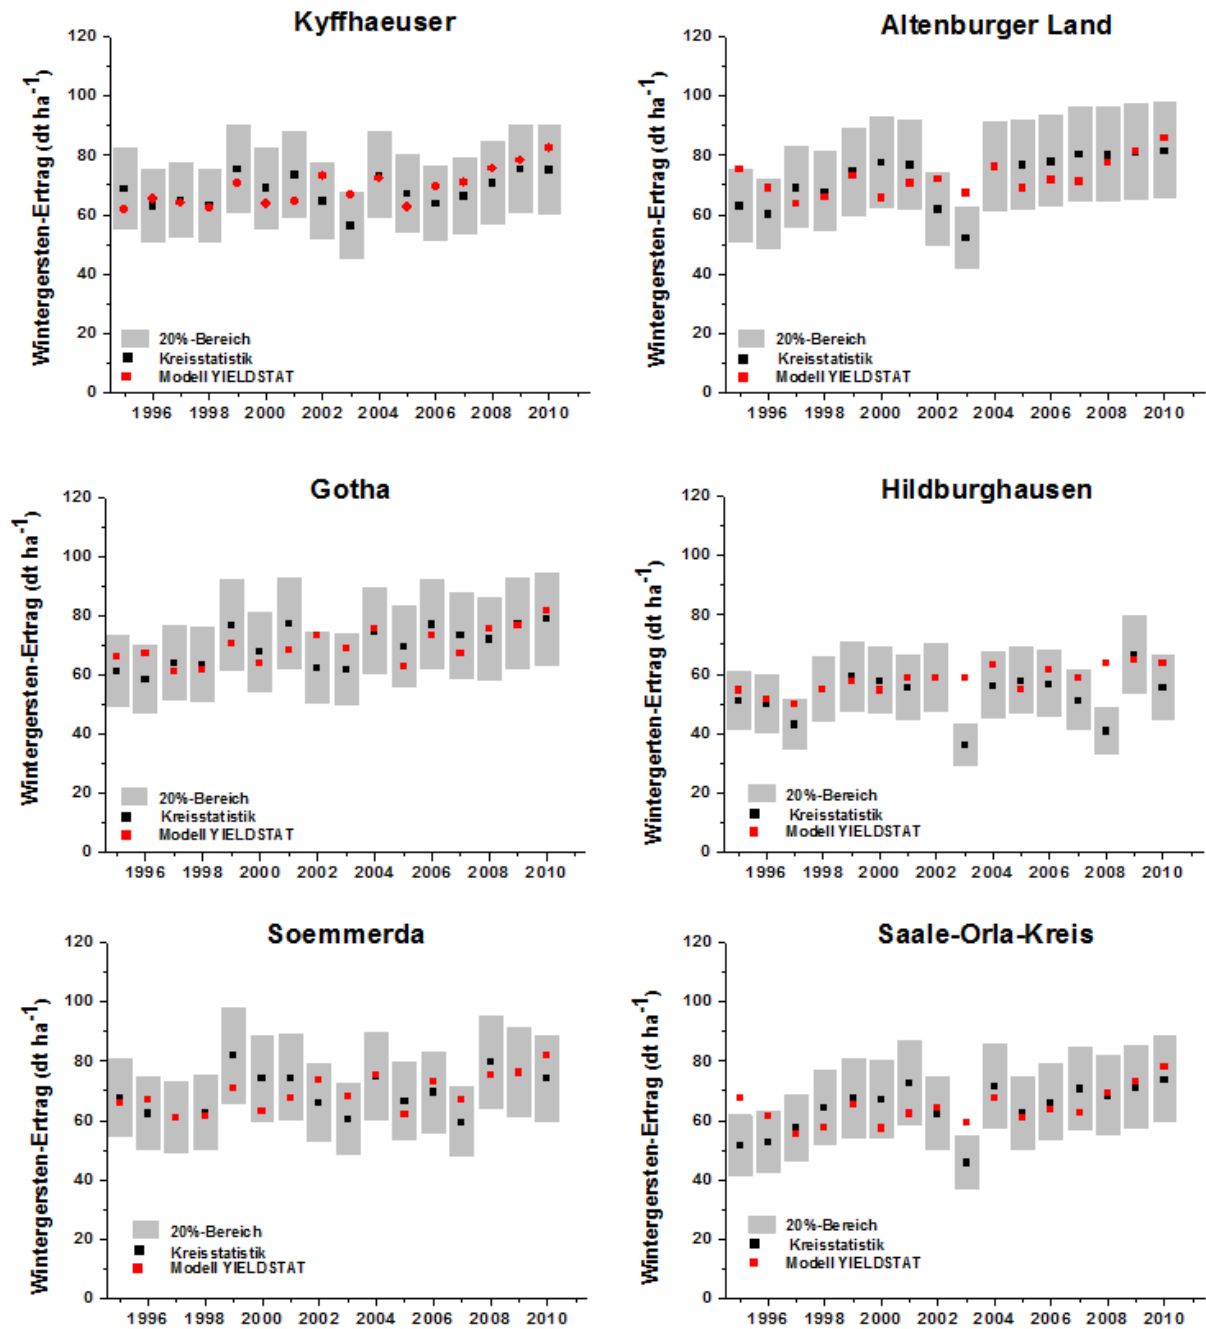 Kyffhaeuser
Wintergersten-Ertrag (dt ha-1)
120
100
80
60
40
20
0
20%-Bereich
Kreisstatistik
Modell YIELDSTAT
1996 1998 2000 2002 2004 2006 2008 2010
Altenburger Land
Wintergersten-Ertrag (dt ha-1)
120
100
80
60
40
20
0
20%-Bereich
Kreisstatistik
Modell YIELDSTAT
1996 1998 2000 2002 2004 2006 2008 2010
Gotha
Wintergersten-Ertrag (dt ha-1)
120
100
80
60
40
20
0
20%-Bereich
Kreisstatistik
Modell YIELDSTAT
1996 1998 2000 2002 2004 2006 2008 2010
Hildburghausen
Wintergerten-Ertrag (dt ha-1)
120
100
80
60
40
20
0
20%-Bereich
Kreisstatistik
Modell YIELDSTAT
1996 1998 2000 2002 2004 2006 2008 2010
Soemmerda
Wintergersten-Ertrag (dt ha-1)
120
100
80
60
40
20
0
20%-Bereich
Kreisstatistik
Modell YIELDSTAT
1996 1998 2000 2002 2004 2006 2008 2010
Saale-Orla-Kreis
Wintergersten-Ertrag (dt ha-1)
120
100
80
60
40
20
0
20%-Bereich
Kreisstatistik
Modell YIELDSTAT
1996 1998 2000 2002 2004 2006 2008 2010